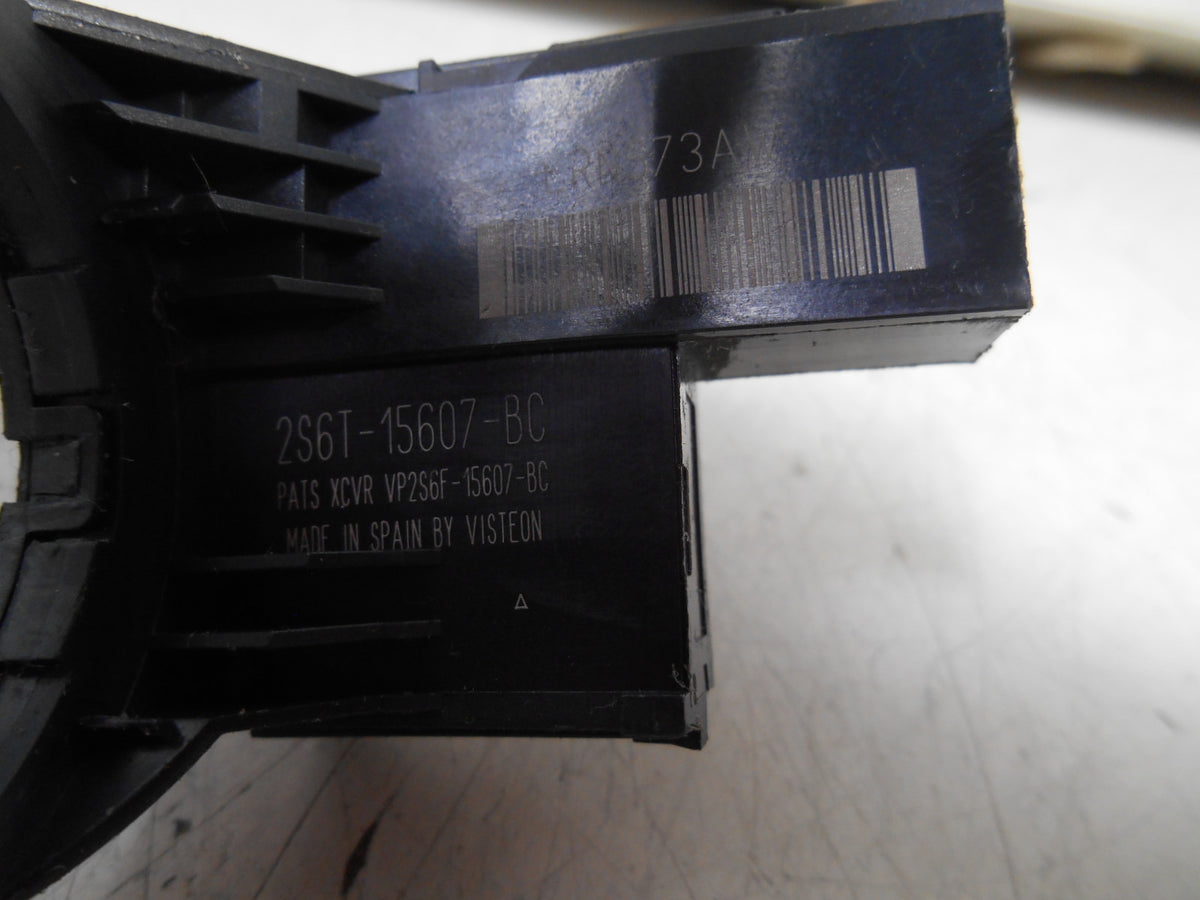 2S6T-15607-BC
PATS XCVR VP2S6F-15607-BC
MADE IN SPAIN BY VISTEON